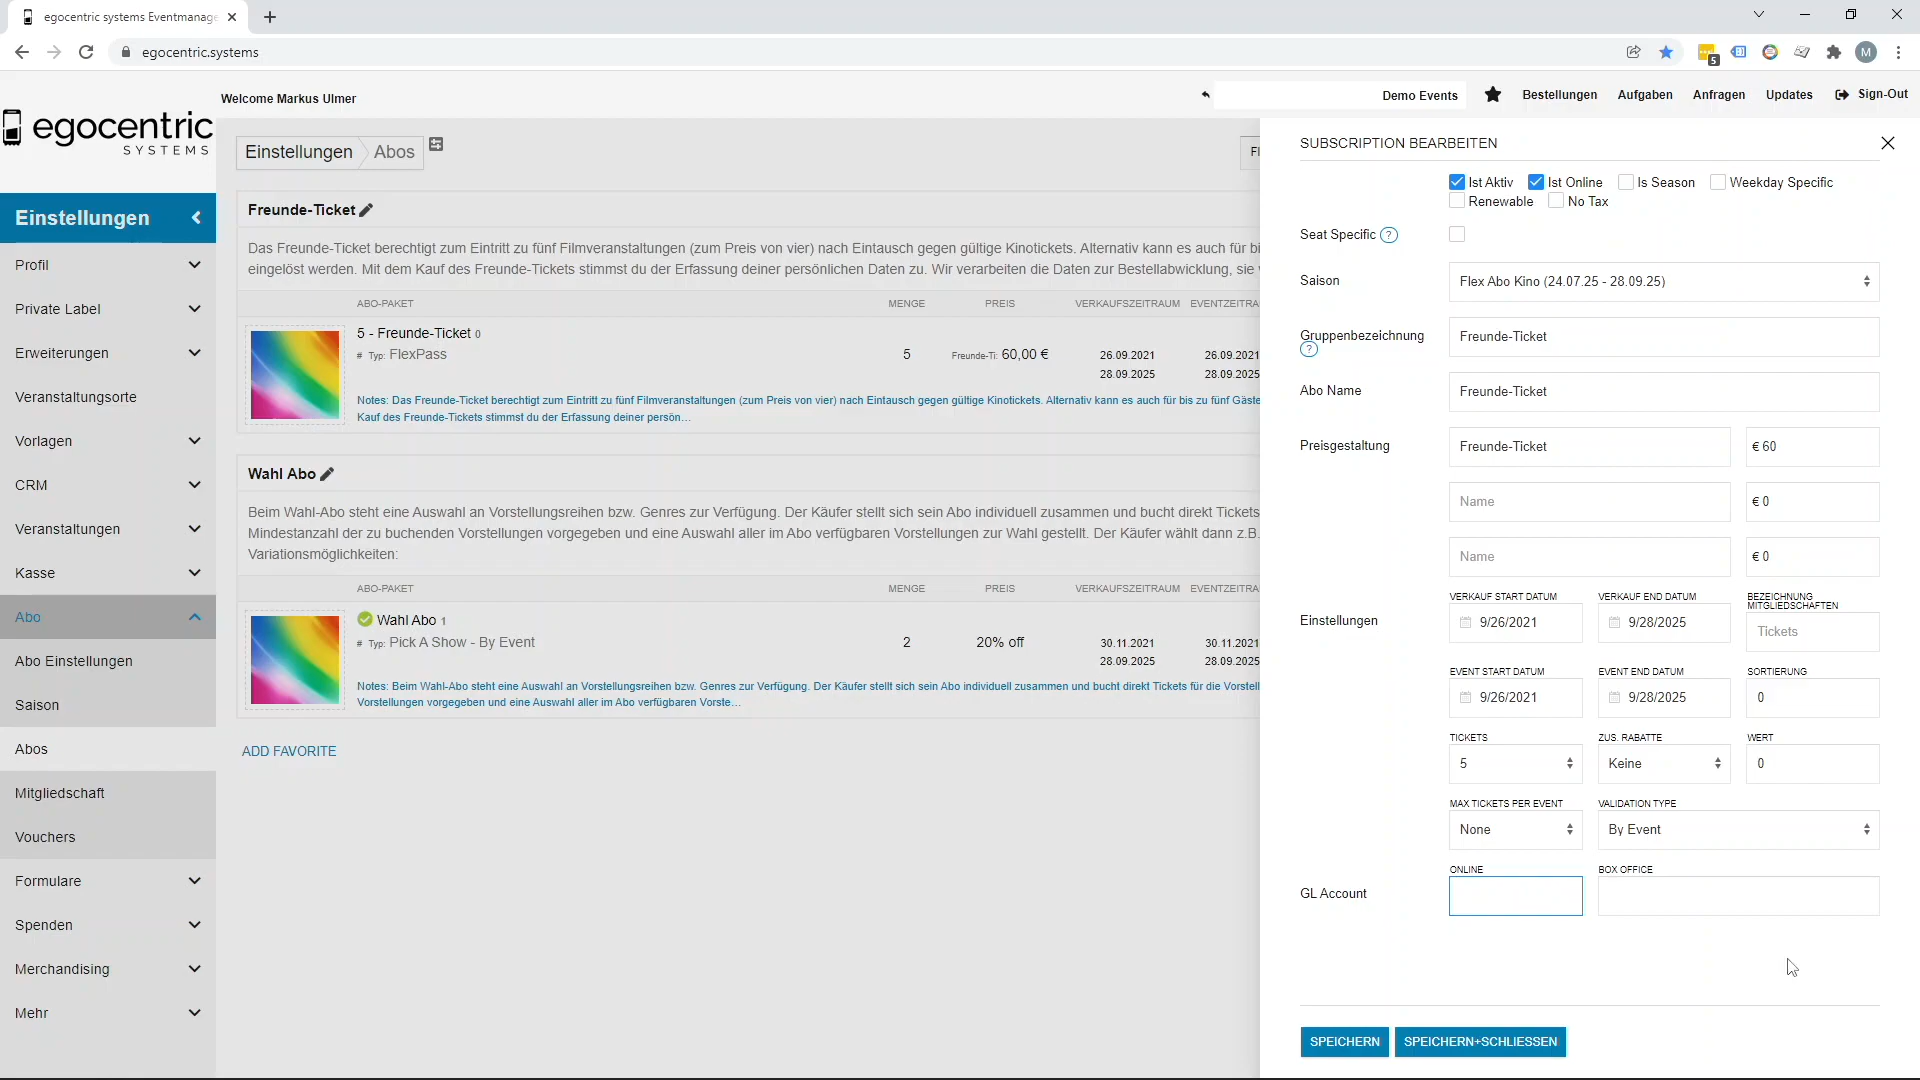 egocentric systems Eventmanage
egocentric.systems
5
M
egocentric
SYSTEMS
Welcome Markus Ulmer
Demo Events
Bestellungen
Aufgaben
Anfragen
Updates
Sign-Out
Einstellungen
Profil
Private Label
Erweiterungen
Veranstaltungsorte
Vorlagen
CRM
Veranstaltungen
Kasse
Abo
Abo Einstellungen
Saison
Abos
Mitgliedschaft
Vouchers
Formulare
Spenden
Merchandising
Mehr
Einstellungen
Abos
Fl
Freunde-Ticket
Das Freunde-Ticket berechtigt zum Eintritt zu fünf Filmveranstaltungen (zum Preis von vier) nach Eintausch gegen gültige Kinotickets. Alternativ kann es auch für bi
eingelöst werden. Mit dem Kauf des Freunde-Tickets stimmst du der Erfassung deiner persönlichen Daten zu. Wir verarbeiten die Daten zur Bestellabwicklung, sie
ABO-PAKET MENGE PREIS VERKAUFSZEITRAUM EVENTZEITRA
5 - Freunde-Ticket 0
# Typ: FlexPass
5
Freunde-Ti: 60,00 €
26.09.2021
28.09.2025
26.09.2021
28.09.2025
Notes: Das Freunde-Ticket berechtigt zum Eintritt zu fünf Filmveranstaltungen (zum Preis von vier) nach Eintausch gegen gültige Kinotickets. Alternativ kann es auch für bis zu fünf Gäste
Kauf des Freunde-Tickets stimmst du der Erfassung deiner persön...
Wahl Abo
Beim Wahl-Abo steht eine Auswahl an Vorstellungsreihen bzw. Genres zur Verfügung. Der Käufer stellt sich sein Abo individuell zusammen und bucht direkt Tickets
Mindestanzahl der zu buchenden Vorstellungen vorgegeben und eine Auswahl aller im Abo verfügbaren Vorstellungen zur Wahl gestellt. Der Käufer wählt dann z.B.
Variationsmöglichkeiten:
ABO-PAKET MENGE PREIS VERKAUFSZEITRAUM EVENTZEITRA
Wahl Abo 1
# Typ: Pick A Show - By Event
2
20% off
30.11.2021
28.09.2025
30.11.2021
28.09.2025
Notes: Beim Wahl-Abo steht eine Auswahl an Vorstellungsreihen bzw. Genres zur Verfügung. Der Käufer stellt sich sein Abo individuell zusammen und bucht direkt Tickets für die Vorstell
Vorstellungen vorgegeben und eine Auswahl aller im Abo verfügbaren Vorste...
ADD FAVORITE
SUBSCRIPTION BEARBEITEN
Ist Aktiv Ist Online Is Season Weekday Specific
Renewable No Tax
Seat Specific ?
Saison
Flex Abo Kino (24.07.25 - 28.09.25)
Gruppenbezeichnung
?
Freunde-Ticket
Abo Name
Freunde-Ticket
Preisgestaltung
Freunde-Ticket
€ 60
Name
€ 0
Name
€ 0
Einstellungen
VERKAUF START DATUM
9/26/2021
VERKAUF END DATUM
9/28/2025
BEZEICHNUNG
MITGLIEDSCHAFTEN
Tickets
EVENT START DATUM
9/26/2021
EVENT END DATUM
9/28/2025
SORTIERUNG
0
TICKETS
5
ZUS. RABATTE
Keine
WERT
0
MAX TICKETS PER EVENT
None
VALIDATION TYPE
By Event
GL Account
ONLINE
BOX OFFICE
SPEICHERN
SPEICHERN+SCHLIESSEN